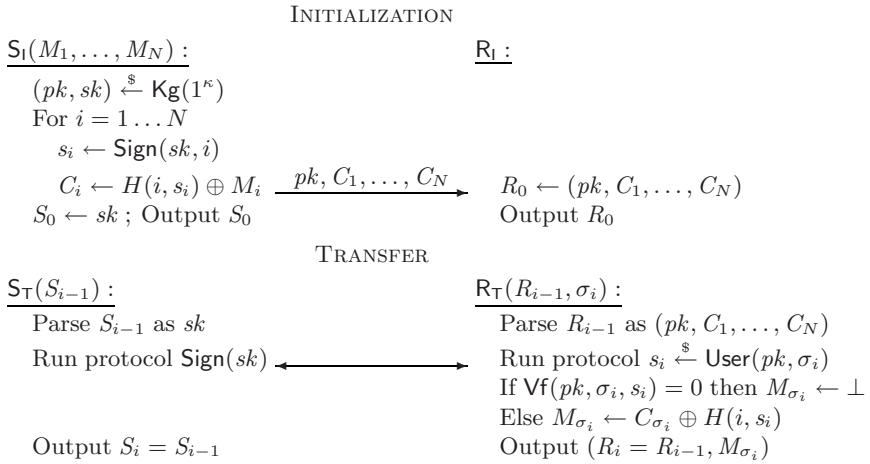 INITIALIZATION
S_I(M_1, . . . , M_N) : R_I :
(pk, sk) ←$ Kg(1^κ)
For i = 1 . . . N
s_i ← Sign(sk, i)
C_i ← H(i, s_i) ⊕ M_i pk, C_1, . . . , C_N R_0 ← (pk, C_1, . . . , C_N)
S_0 ← sk ; Output S_0 Output R_0
TRANSFER
S_T(S_{i−1}) : R_T(R_{i−1}, σ_i) :
Parse S_{i−1} as sk Parse R_{i−1} as (pk, C_1, . . . , C_N)
Run protocol Sign(sk) Run protocol s_i ←$ User(pk, σ_i)
If Vf(pk, σ_i, s_i) = 0 then M_{σ_i} ← ⊥
Else M_{σ_i} ← C_{σ_i} ⊕ H(i, s_i)
Output S_i = S_{i−1} Output (R_i = R_{i−1}, M_{σ_i})